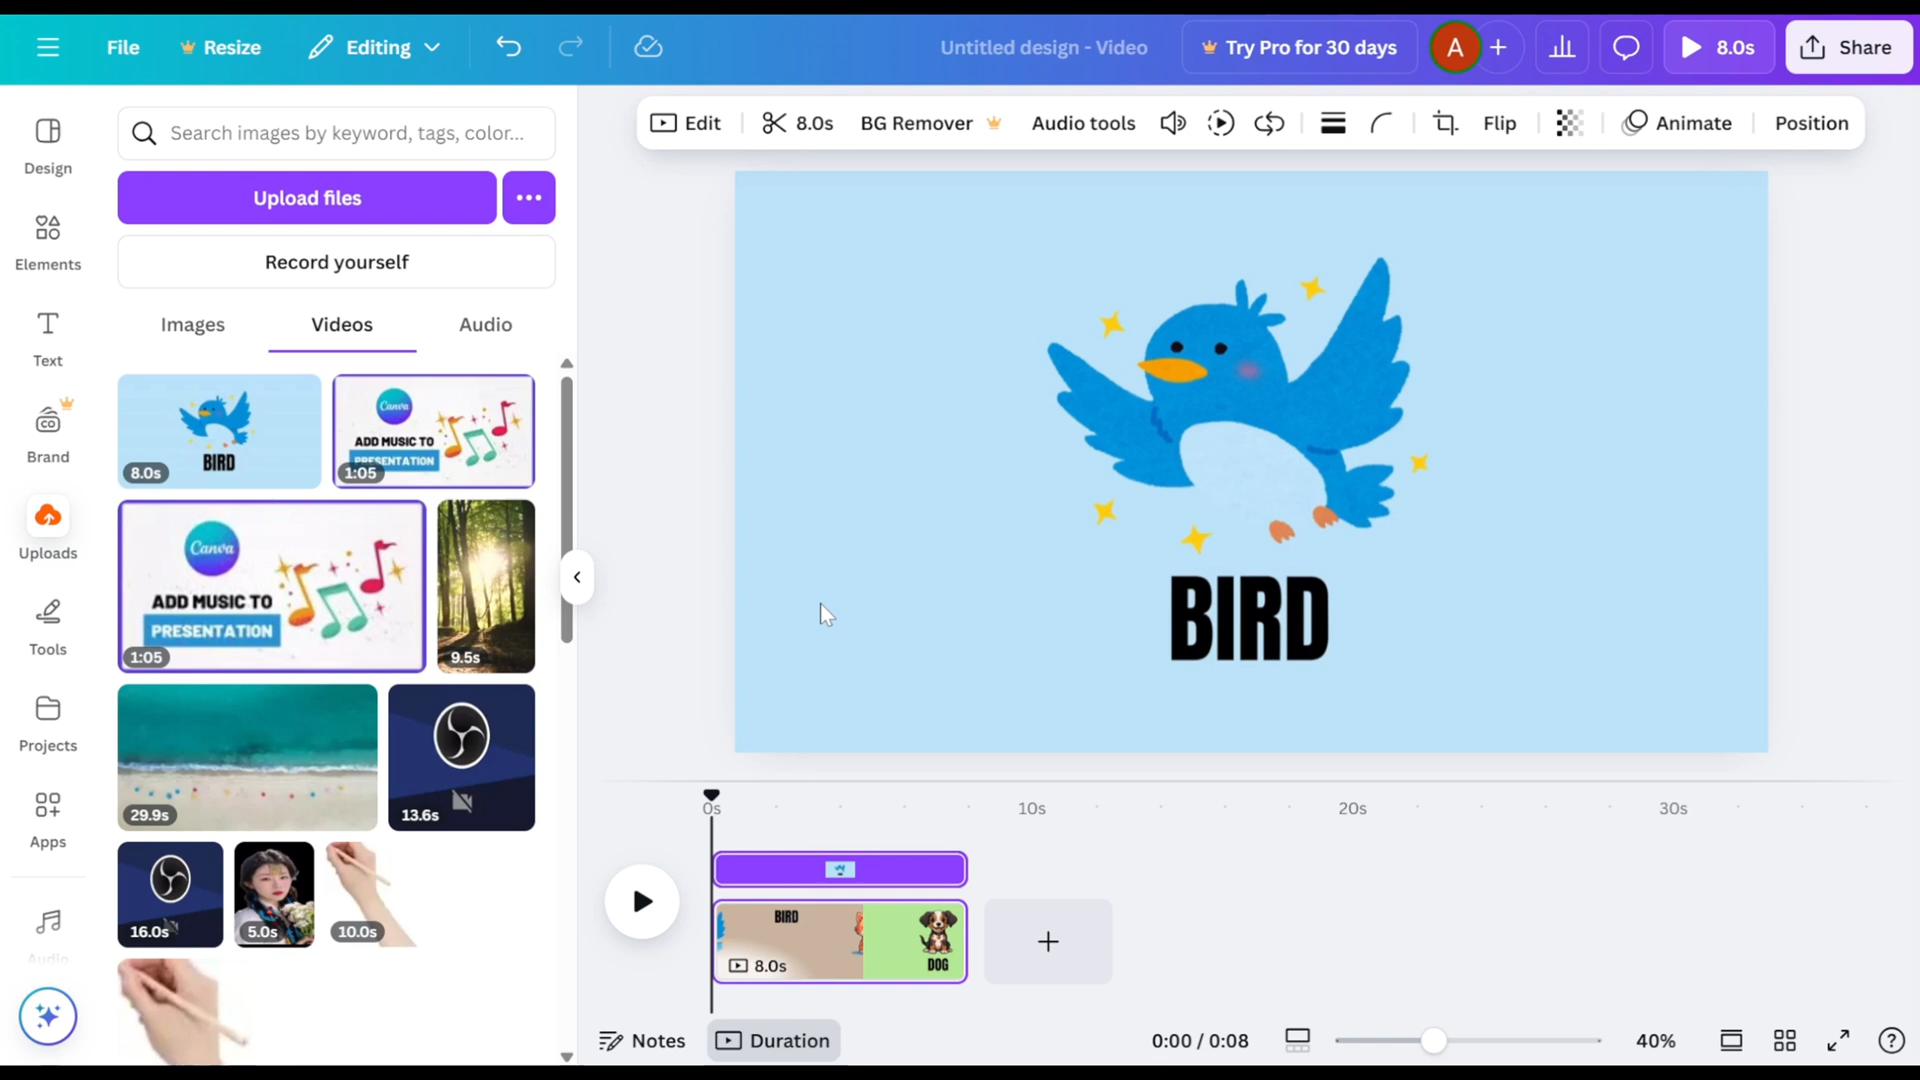 File
Resize
Editing
Untitled design - Video
Try Pro for 30 days
A
8.0s
Share
Design
Elements
Text
Brand
Uploads
Tools
Projects
Apps
Audio
Search images by keyword, tags, color...
Upload files
Record yourself
Images
Videos
Audio
BIRD
8.0s
Canva
ADD MUSIC TO
PRESENTATION
1:05
Canva
ADD MUSIC TO
PRESENTATION
1:05
9.5s
29.9s
13.6s
16.0s
5.0s
10.0s
Edit
8.0s
BG Remover
Audio tools
Flip
Animate
Position
BIRD
0s
10s
20s
30s
BIRD
DOG
8.0s
Notes
Duration
0:00 / 0:08
40%